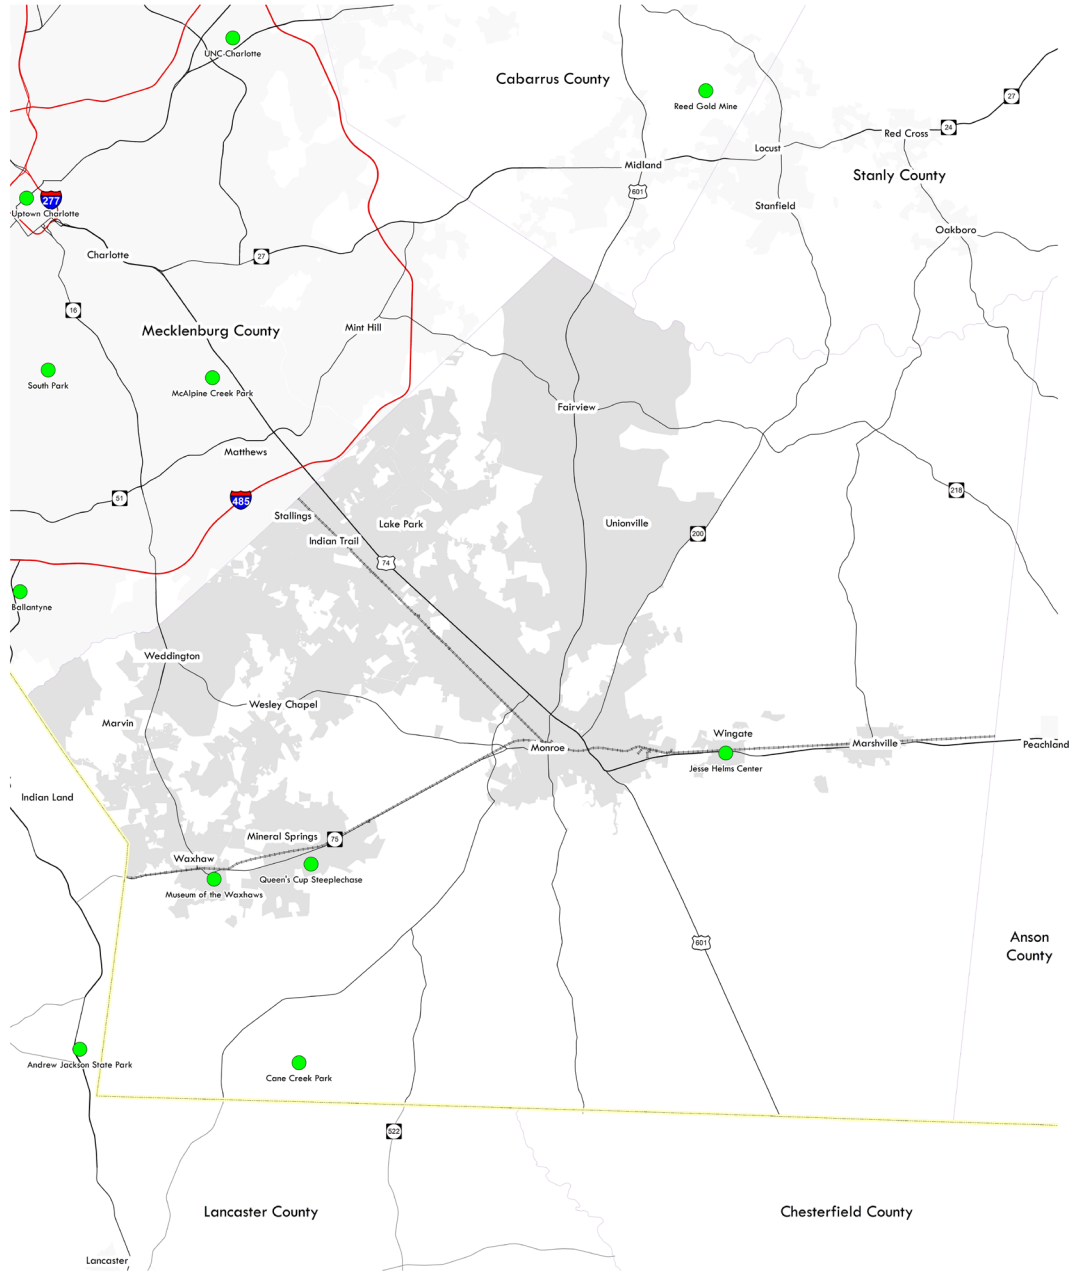 UNC-Charlotte
Cabarrus County
Reed Gold Mine
27
24
Red Cross
Locust
Midland
Stanly County
601
277
Uptown Charlotte
Stanfield
Oakboro
Charlotte
27
16
Mecklenburg County
Mint Hill
South Park
McAlpine Creek Park
Fairview
Matthews
51
485
218
Stallings
Lake Park
Unionville
Indian Trail
200
74
Ballantyne
Weddington
Wesley Chapel
Marvin
Wingate
Monroe
Marshville
Peachland
Jesse Helms Center
Indian Land
Mineral Springs
75
Waxhaw
Queen's Cup Steeplechase
Museum of the Waxhaws
601
Anson
County
Andrew Jackson State Park
Cane Creek Park
522
Lancaster County
Chesterfield County
Lancaster